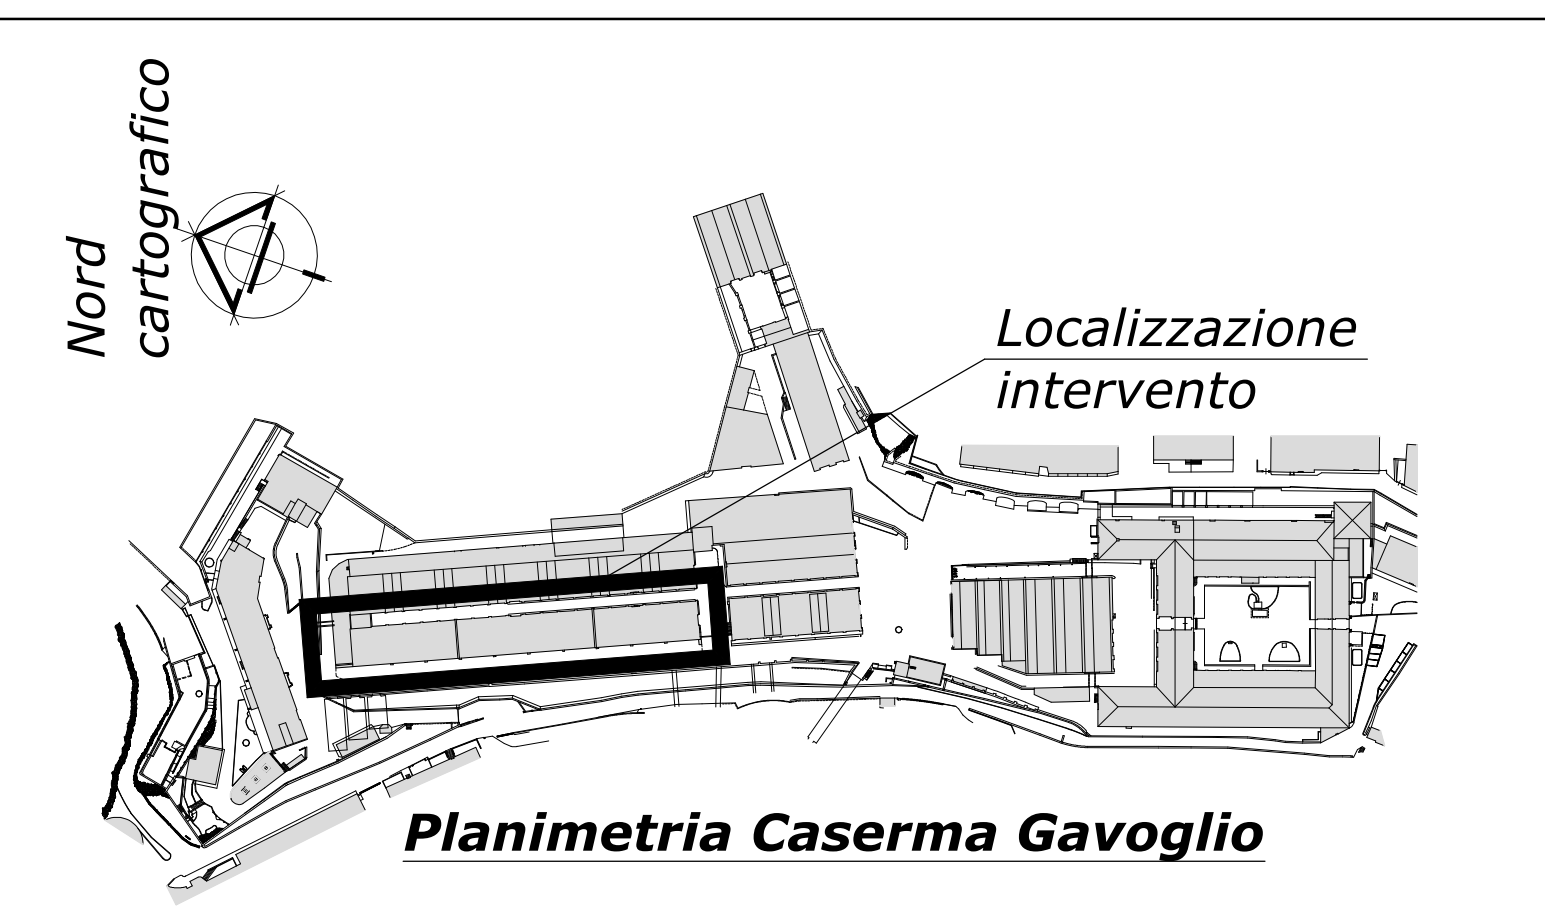 Nord
cartografico
Localizzazione
intervento
Planimetria Caserma Gavoglio